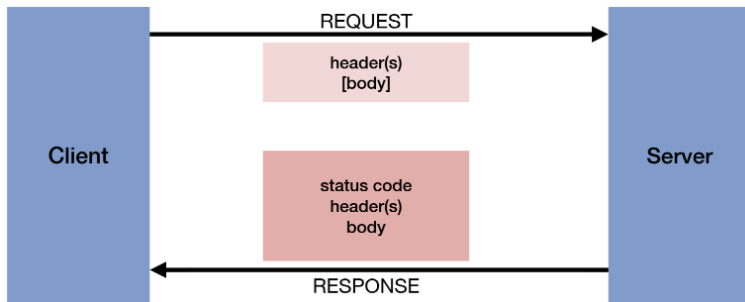 REQUEST
header(s)
[body]
Client
Server
status code
header(s)
body
RESPONSE